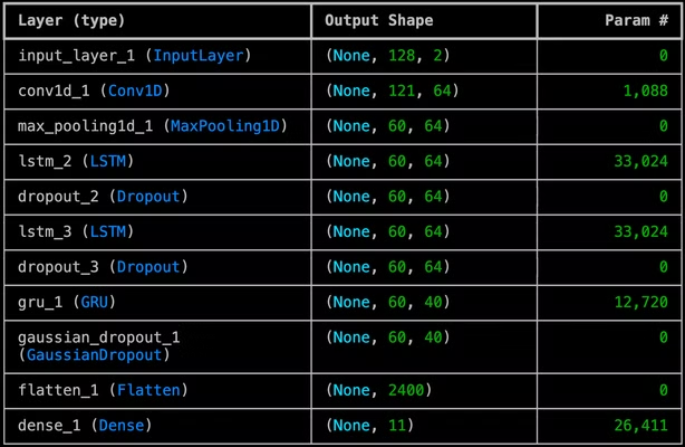 Layer (type) Output Shape Param #
input_layer_1 (InputLayer) (None, 128, 2) 0
conv1d_1 (Conv1D) (None, 121, 64) 1,088
max_pooling1d_1 (MaxPooling1D) (None, 60, 64) 0
lstm_2 (LSTM) (None, 60, 64) 33,024
dropout_2 (Dropout) (None, 60, 64) 0
lstm_3 (LSTM) (None, 60, 64) 33,024
dropout_3 (Dropout) (None, 60, 64) 0
gru_1 (GRU) (None, 60, 40) 12,720
gaussian_dropout_1 (None, 60, 40) 0
(GaussianDropout)
flatten_1 (Flatten) (None, 2400) 0
dense_1 (Dense) (None, 11) 26,411